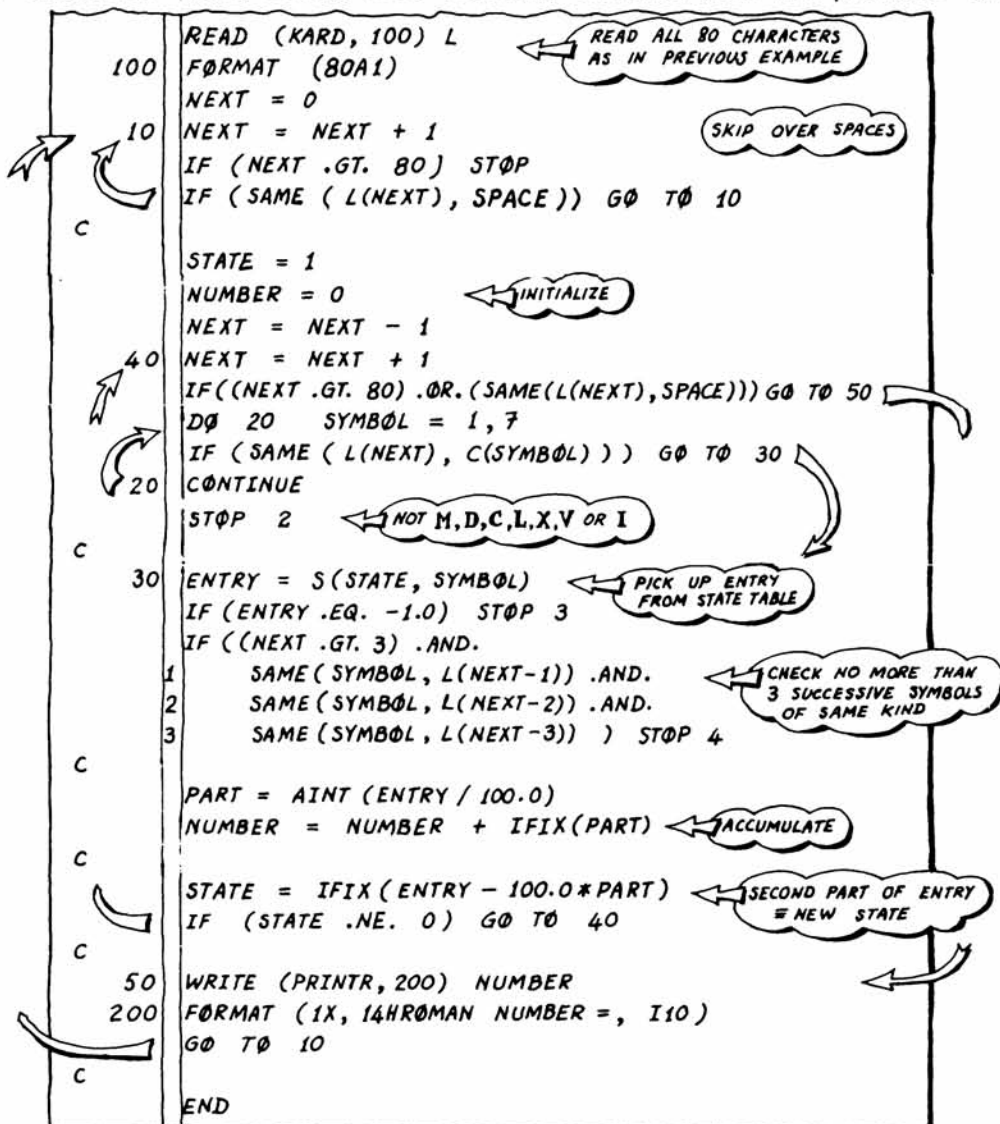 READ (KARD, 100) L
READ ALL 80 CHARACTERS
AS IN PREVIOUS EXAMPLE
100 FØRMAT (80A1)
NEXT = 0
10 NEXT = NEXT + 1
SKIP OVER SPACES
IF (NEXT .GT. 80) STØP
IF ( SAME ( L(NEXT), SPACE )) GØ TØ 10
C
STATE = 1
NUMBER = 0
INITIALIZE
NEXT = NEXT - 1
40 NEXT = NEXT + 1
IF((NEXT .GT. 80) .ØR. (SAME(L(NEXT),SPACE))) GØ TØ 50
DØ 20 SYMBØL = 1, 7
IF ( SAME ( L(NEXT), C(SYMBØL) ) ) GØ TØ 30
20 CØNTINUE
STØP 2
NOT M,D,C,L,X,V OR I
C
30 ENTRY = S(STATE, SYMBØL)
PICK UP ENTRY
FROM STATE TABLE
IF (ENTRY .EQ. -1.0) STØP 3
IF ((NEXT .GT. 3) .AND.
1 SAME( SYMBØL, L(NEXT-1)) .AND.
2 SAME( SYMBØL, L(NEXT-2)) .AND.
3 SAME( SYMBØL, L(NEXT-3)) ) STØP 4
CHECK NO MORE THAN
3 SUCCESSIVE SYMBOLS
OF SAME KIND
C
PART = AINT (ENTRY / 100.0)
NUMBER = NUMBER + IFIX(PART)
ACCUMULATE
C
STATE = IFIX ( ENTRY - 100.0 * PART)
SECOND PART OF ENTRY
≡ NEW STATE
IF (STATE .NE. 0) GØ TØ 40
C
50 WRITE (PRINTR, 200) NUMBER
200 FØRMAT (1X, 14HRØMAN NUMBER =, I10 )
GØ TØ 10
C
END